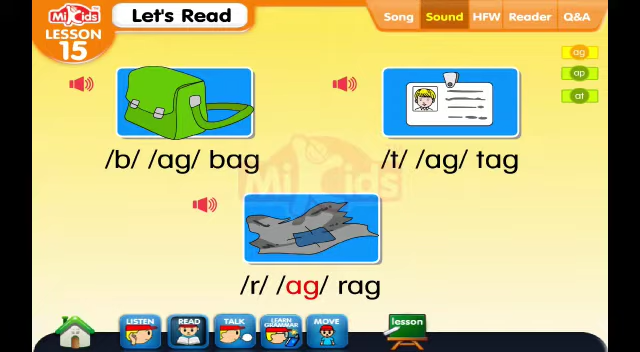 MiKids
LESSON
15
Let's Read
Song
Sound
HFW
Reader
Q&A
ag
ap
at
/b/ /ag/ bag
/t/ /ag/ tag
MiKids
/r/ /ag/ rag
LISTEN
READ
TALK
LEARN
GRAMMAR
MOVE
lesson